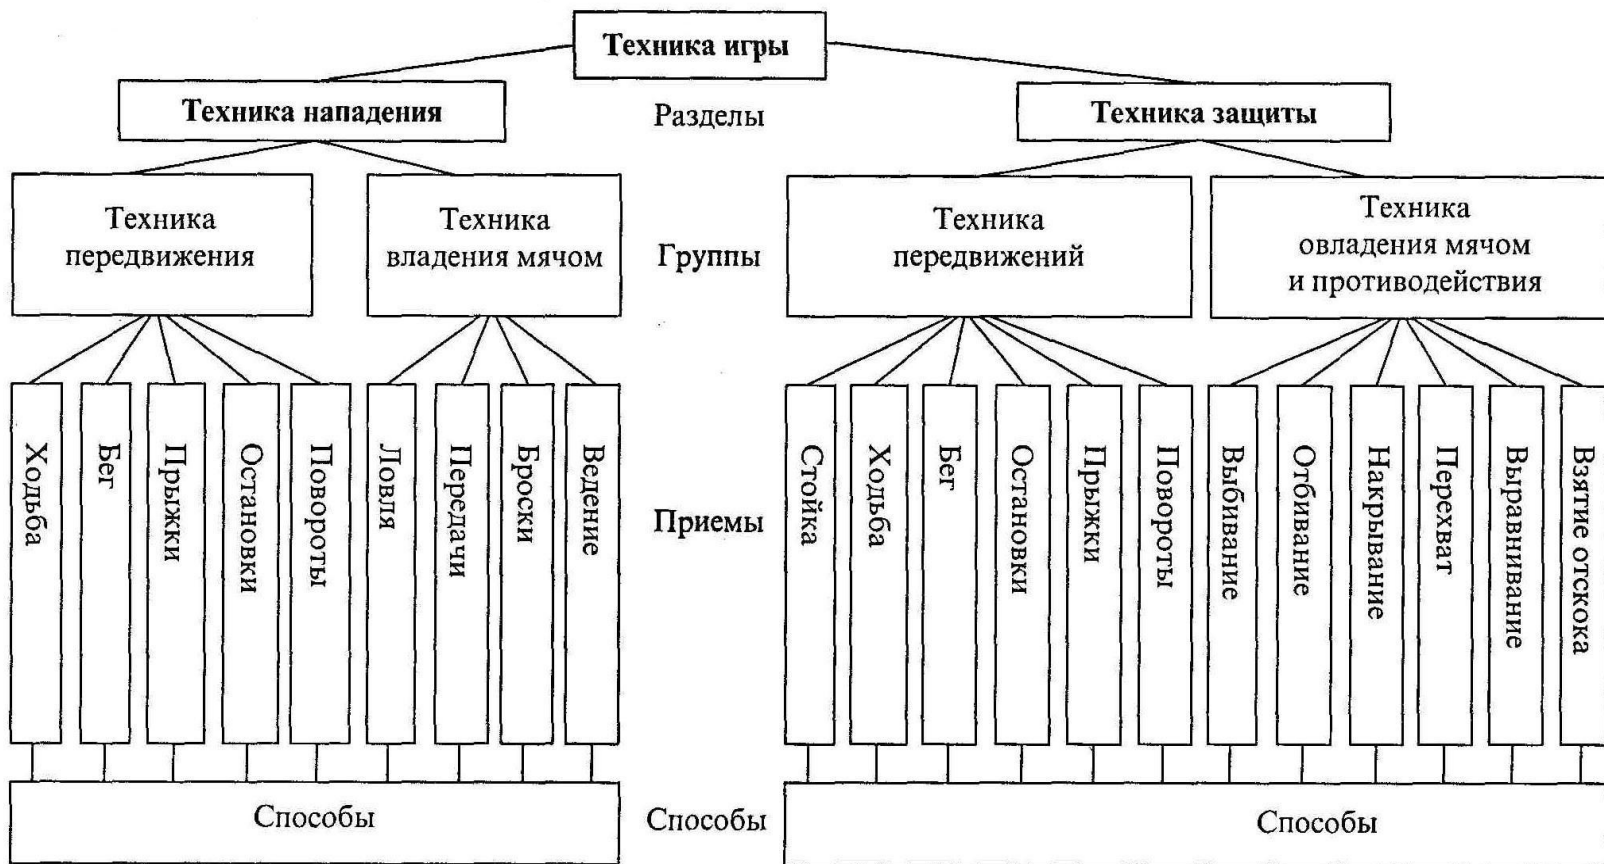 Техника игры
Техника нападения
Разделы
Техника защиты
Техника
передвижения
Техника
владения мячом
Группы
Техника
передвижений
Техника
овладения мячом
и противодействия
Ходьба
Бег
Прыжки
Остановки
Повороты
Ловля
Передачи
Броски
Ведение
Приемы
Стойка
Ходьба
Бег
Остановки
Прыжки
Повороты
Выбивание
Отбивание
Накрывание
Перехват
Выравнивание
Взятие отскока
Способы
Способы
Способы